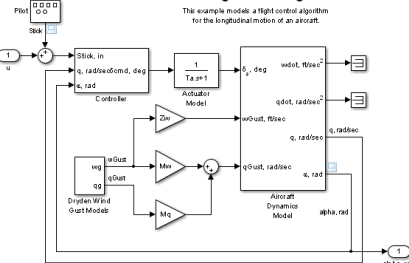 This example models a flight control algorithm
for the longitudinal motion of an aircraft.
Pilot
Stick
1
u
Stick, in
q, rad/sec
δcmd, deg
α, rad
Controller
1
Ta.s+1
Actuator
Model
δe, deg
wGust, ft/sec
qGust, rad/sec
wdot, ft/sec²
qdot, rad/sec²
q, rad/sec
α, rad
Aircraft
Dynamics
Model
q, rad/sec
alpha, rad
Zw
Mw
Mq
wg
qg
wGust
qGust
Dryden Wind
Gust Models
1